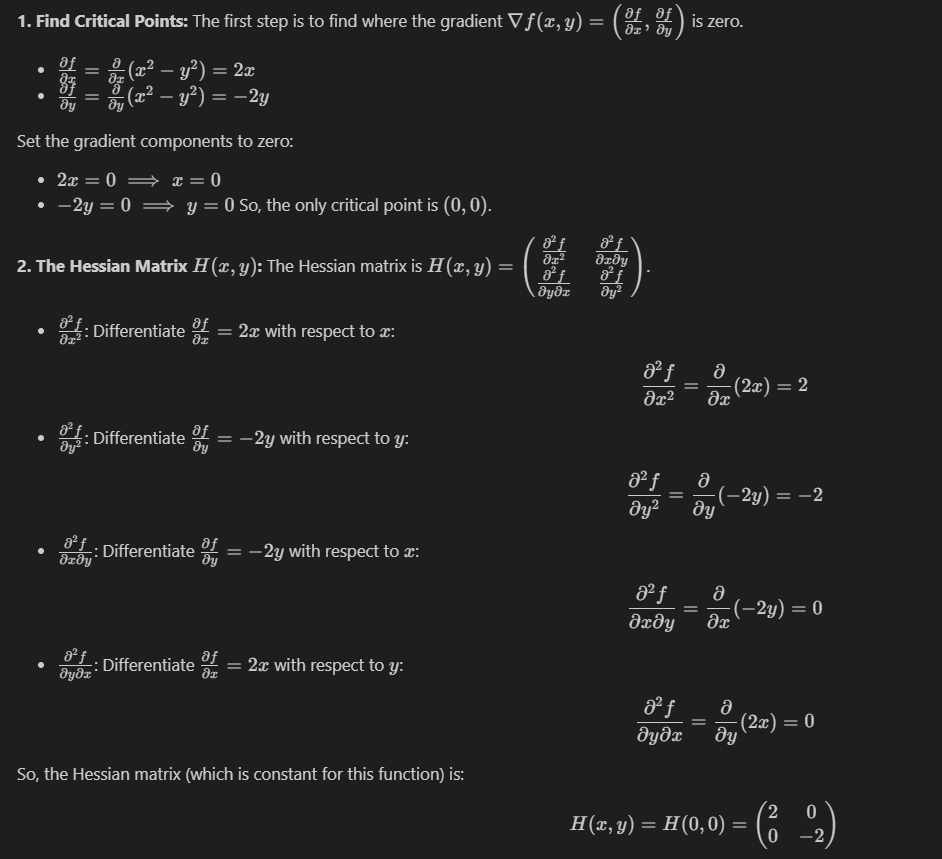 1. Find Critical Points: The first step is to find where the gradient ∇f(x, y) = (∂f/∂x, ∂f/∂y) is zero.
• ∂f/∂x = ∂/∂x (x² − y²) = 2x
• ∂f/∂y = ∂/∂y (x² − y²) = −2y
Set the gradient components to zero:
• 2x = 0 ⟹ x = 0
• −2y = 0 ⟹ y = 0 So, the only critical point is (0, 0).
2. The Hessian Matrix H(x, y): The Hessian matrix is H(x, y) = (∂²f/∂x² ∂²f/∂x∂y ; ∂²f/∂y∂x ∂²f/∂y²).
• ∂²f/∂x²: Differentiate ∂f/∂x = 2x with respect to x:
∂²f/∂x² = ∂/∂x (2x) = 2
• ∂²f/∂y²: Differentiate ∂f/∂y = −2y with respect to y:
∂²f/∂y² = ∂/∂y (−2y) = −2
• ∂²f/∂x∂y: Differentiate ∂f/∂y = −2y with respect to x:
∂²f/∂x∂y = ∂/∂x (−2y) = 0
• ∂²f/∂y∂x: Differentiate ∂f/∂x = 2x with respect to y:
∂²f/∂y∂x = ∂/∂y (2x) = 0
So, the Hessian matrix (which is constant for this function) is:
H(x, y) = H(0, 0) = (2 0 ; 0 −2)